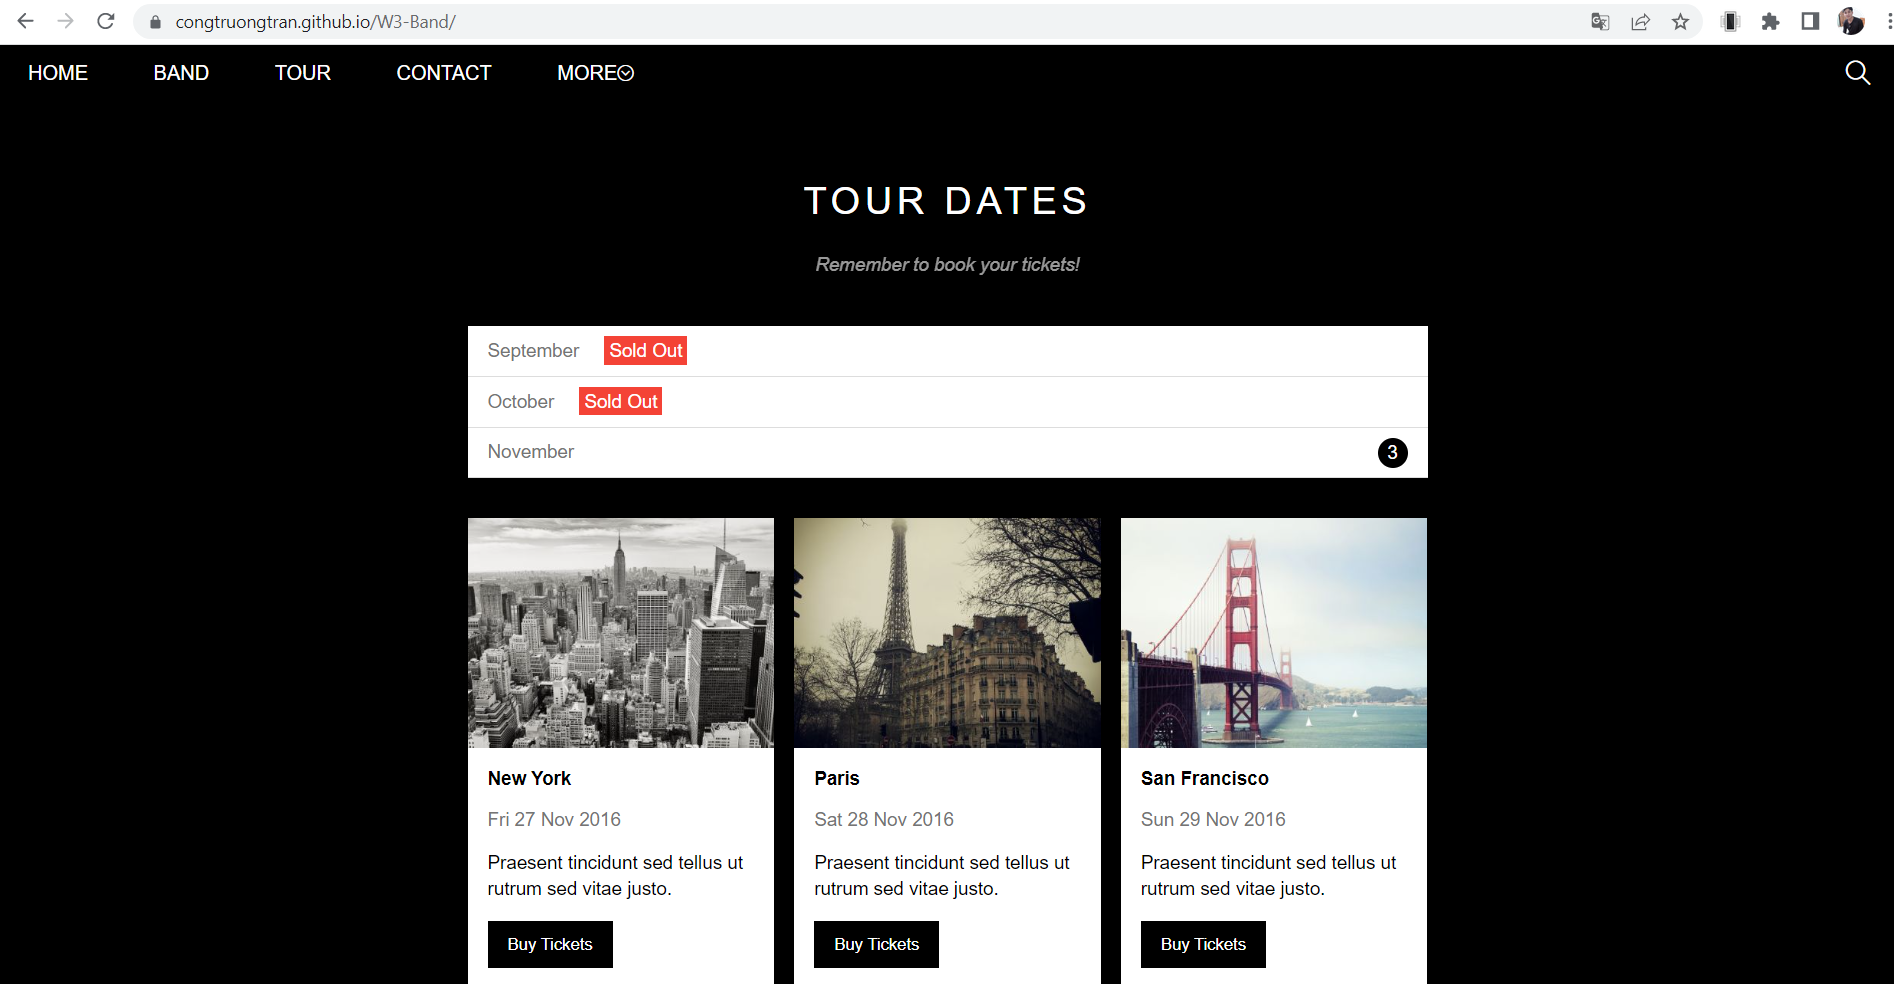 congtruongtran.github.io/W3-Band/
HOME BAND TOUR CONTACT MORE
TOUR DATES
Remember to book your tickets!
September Sold Out
October Sold Out
November 3
New York
Fri 27 Nov 2016
Praesent tincidunt sed tellus ut
rutrum sed vitae justo.
Buy Tickets
Paris
Sat 28 Nov 2016
Praesent tincidunt sed tellus ut
rutrum sed vitae justo.
Buy Tickets
San Francisco
Sun 29 Nov 2016
Praesent tincidunt sed tellus ut
rutrum sed vitae justo.
Buy Tickets